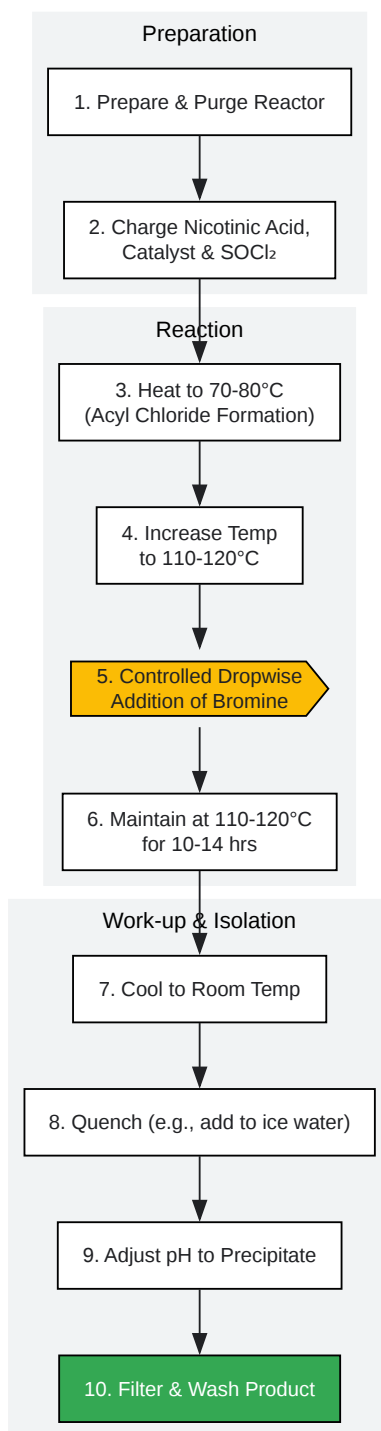 Preparation
1. Prepare & Purge Reactor
2. Charge Nicotinic Acid,
Catalyst & SOCl₂
Reaction
3. Heat to 70-80°C
(Acyl Chloride Formation)
4. Increase Temp
to 110-120°C
5. Controlled Dropwise
Addition of Bromine
6. Maintain at 110-120°C
for 10-14 hrs
Work-up & Isolation
7. Cool to Room Temp
8. Quench (e.g., add to ice water)
9. Adjust pH to Precipitate
10. Filter & Wash Product